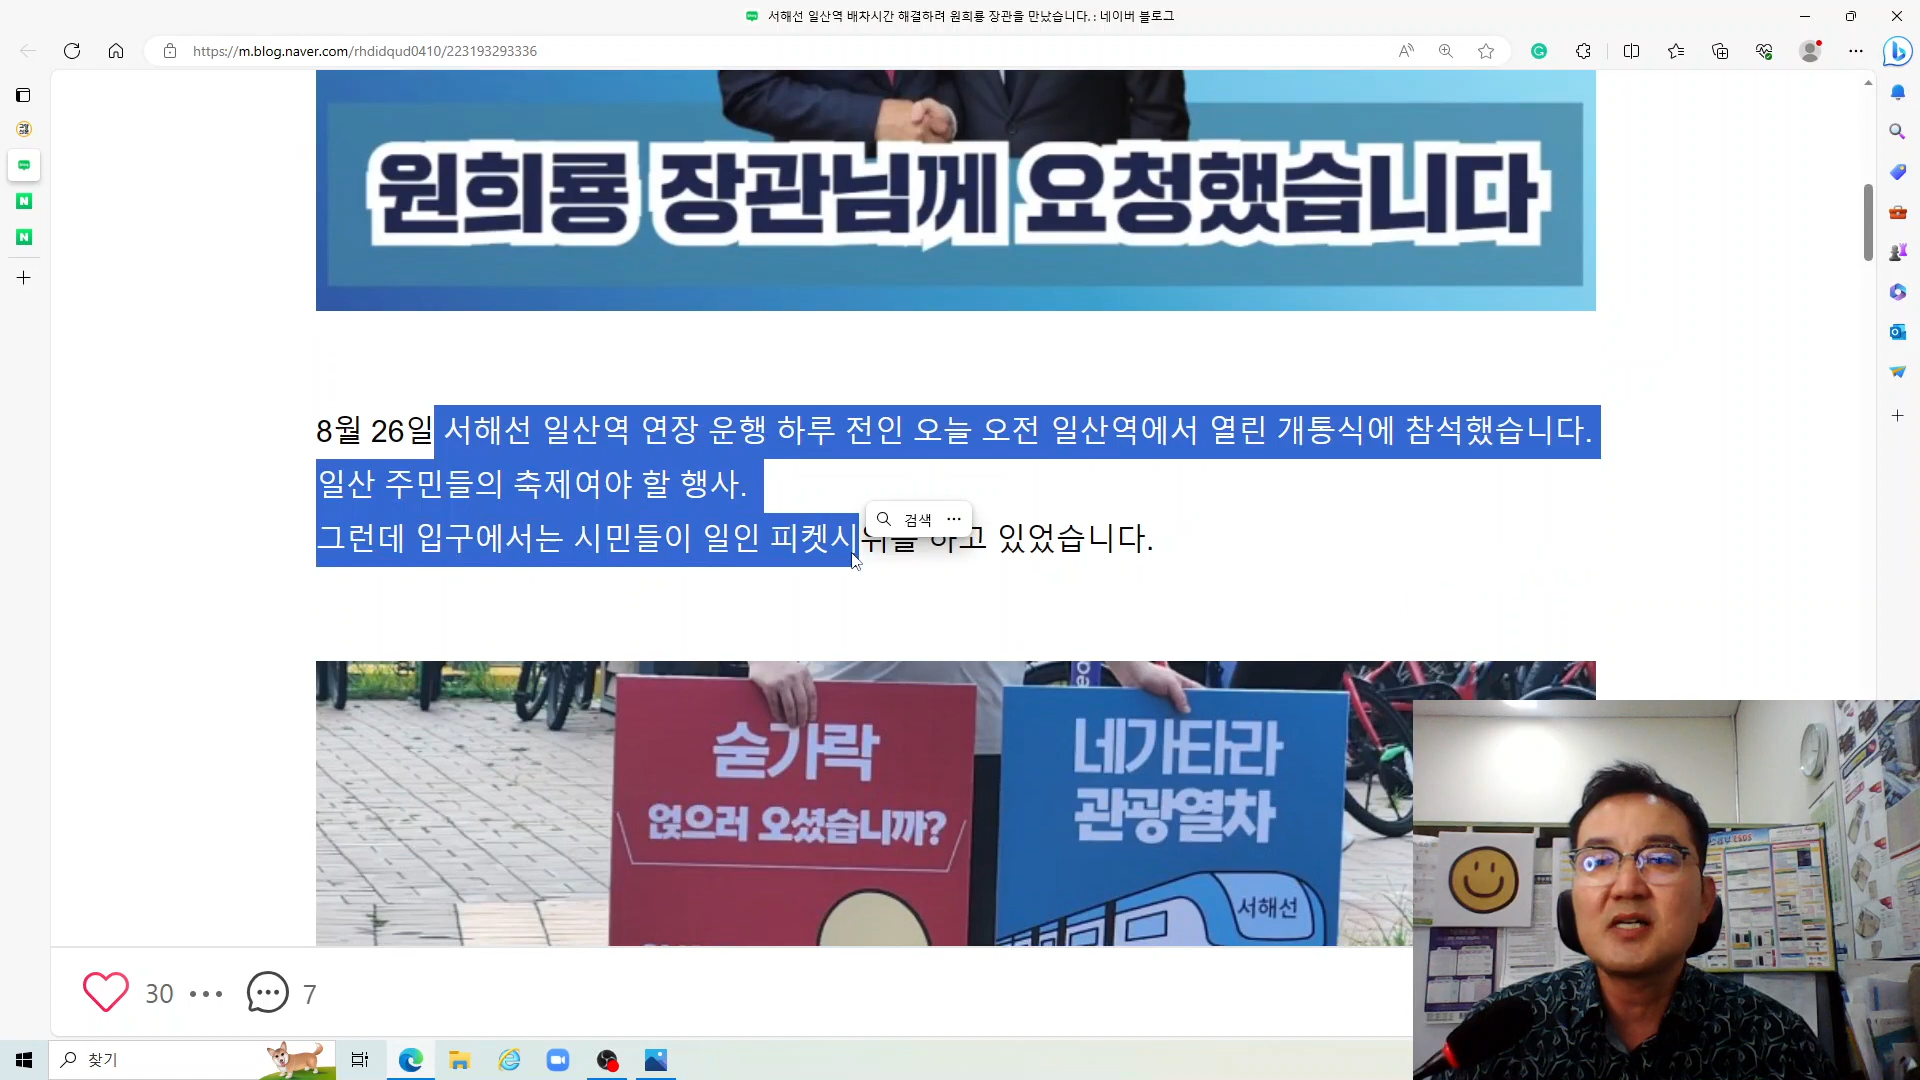 서해선 일산역 배차시간 해결하려 원희룡 장관을 만났습니다. : 네이버 블로그
https://m.blog.naver.com/rhdidqud0410/223193293336
원희룡 장관님께 요청했습니다
8월 26일 서해선 일산역 연장 운행 하루 전인 오늘 오전 일산역에서 열린 개통식에 참석했습니다.
일산 주민들의 축제여야 할 행사.
검색
그런데 입구에서는 시민들이 일인 피켓시위를 하고 있었습니다.
숟가락
얹으러 오셨습니까?
네가타라
관광열차
서해선
30
7
찾기